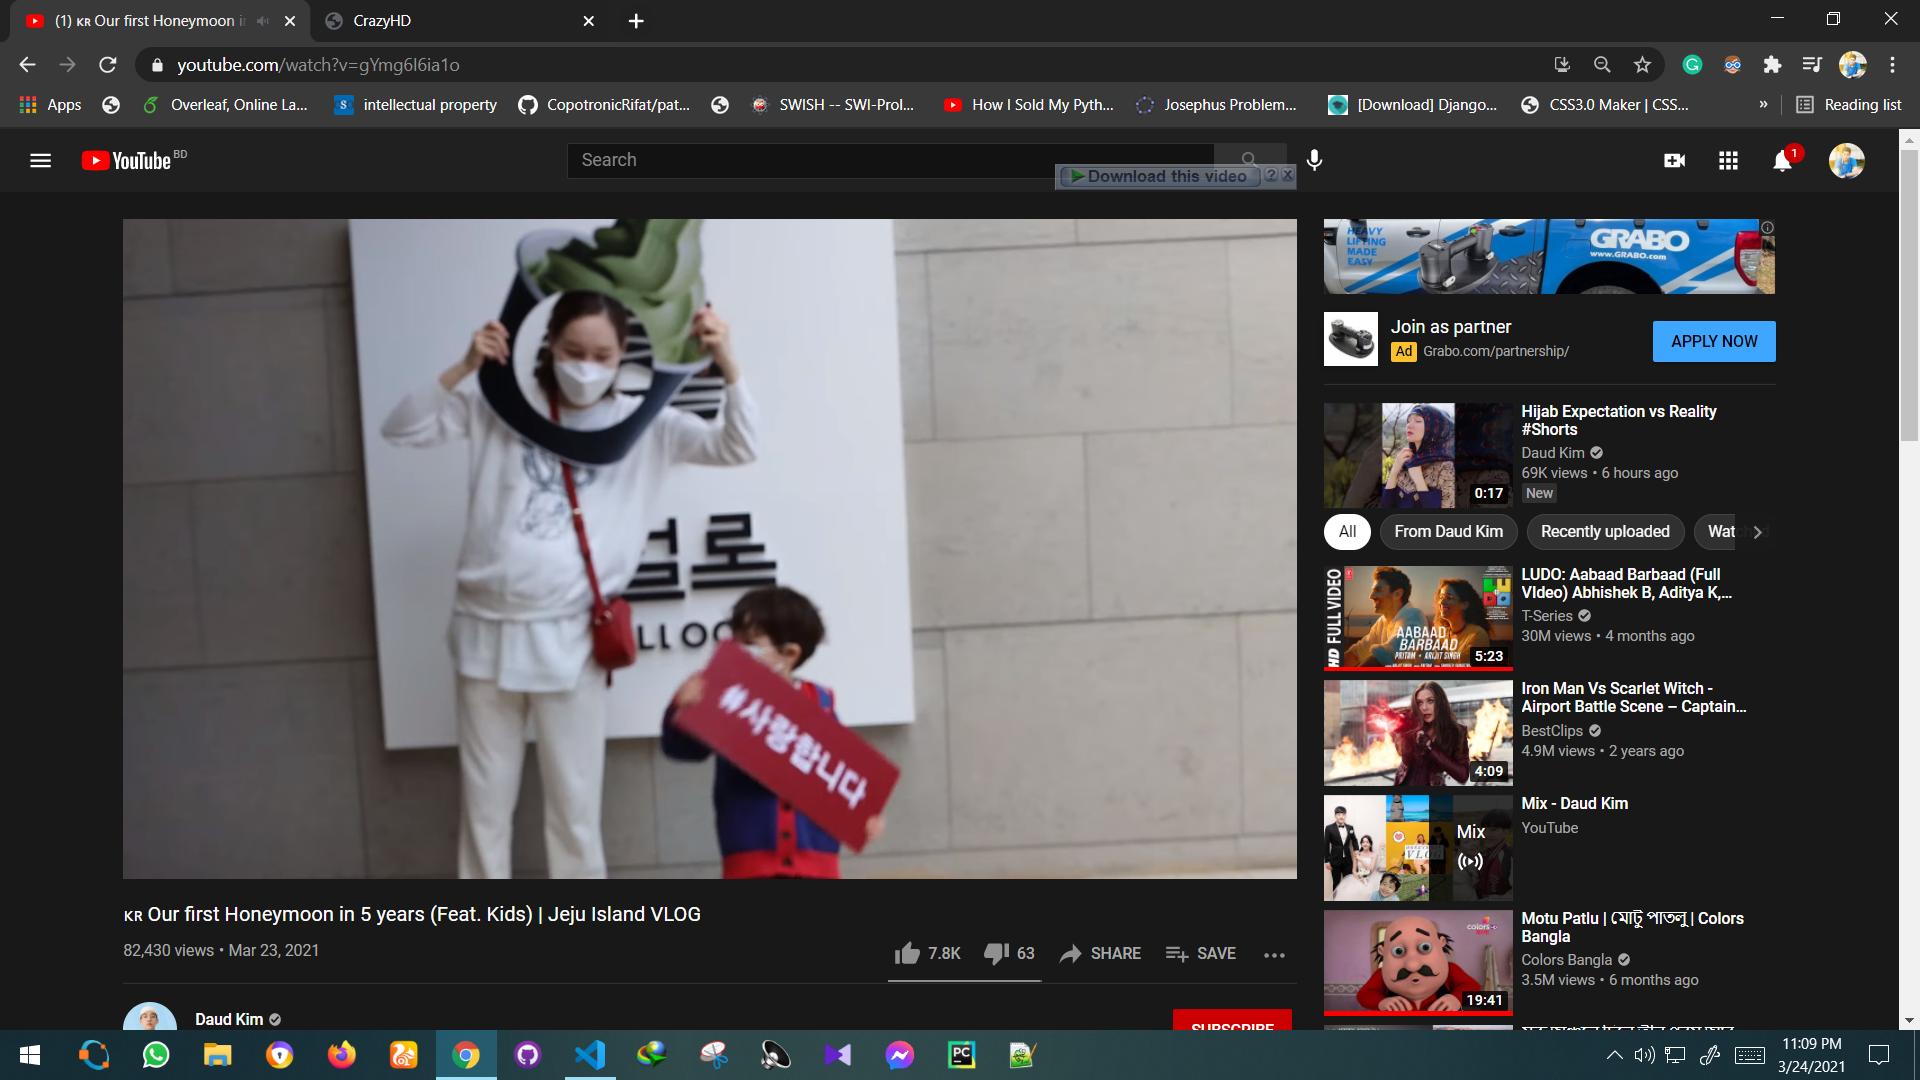 (1) ᴋʀ Our first Honeymoon i
CrazyHD
youtube.com/watch?v=gYmg6l6ia1o
Apps
Overleaf, Online La...
intellectual property
CopotronicRifat/pat...
SWISH -- SWI-Prol...
How I Sold My Pyth...
Josephus Problem...
[Download] Django...
CSS3.0 Maker | CSS...
»
Reading list
YouTube BD
Search
Download this video ? x
1
HEAVY
LIFTING
MADE
EASY
GRABO
www.GRABO.com
Join as partner
Ad Grabo.com/partnership/
APPLY NOW
Hijab Expectation vs Reality
#Shorts
Daud Kim
69K views • 6 hours ago
New
0:17
All
From Daud Kim
Recently uploaded
Wat
HD FULL VIDEO
AABAAD
BARBAAD
PRITAM • ARIJIT SINGH
5:23
LUDO: Aabaad Barbaad (Full
VIdeo) Abhishek B, Aditya K,...
T-Series
30M views • 4 months ago
Iron Man Vs Scarlet Witch -
Airport Battle Scene – Captain...
BestClips
4.9M views • 2 years ago
4:09
Mix - Daud Kim
YouTube
Mix
VLOG
Motu Patlu | মোটু পাতলু | Colors
Bangla
Colors Bangla
3.5M views • 6 months ago
colors
19:41
#사랑합니다
ᴋʀ Our first Honeymoon in 5 years (Feat. Kids) | Jeju Island VLOG
82,430 views • Mar 23, 2021
7.8K
63
SHARE
SAVE
Daud Kim
SUBSCRIBE
PC
11:09 PM
3/24/2021